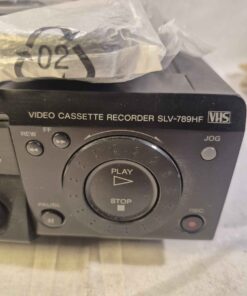 02
VIDEO CASSETTE RECORDER SLV-789HF VHS
REW FF
JOG
PLAY
STOP
PAUSE
REC